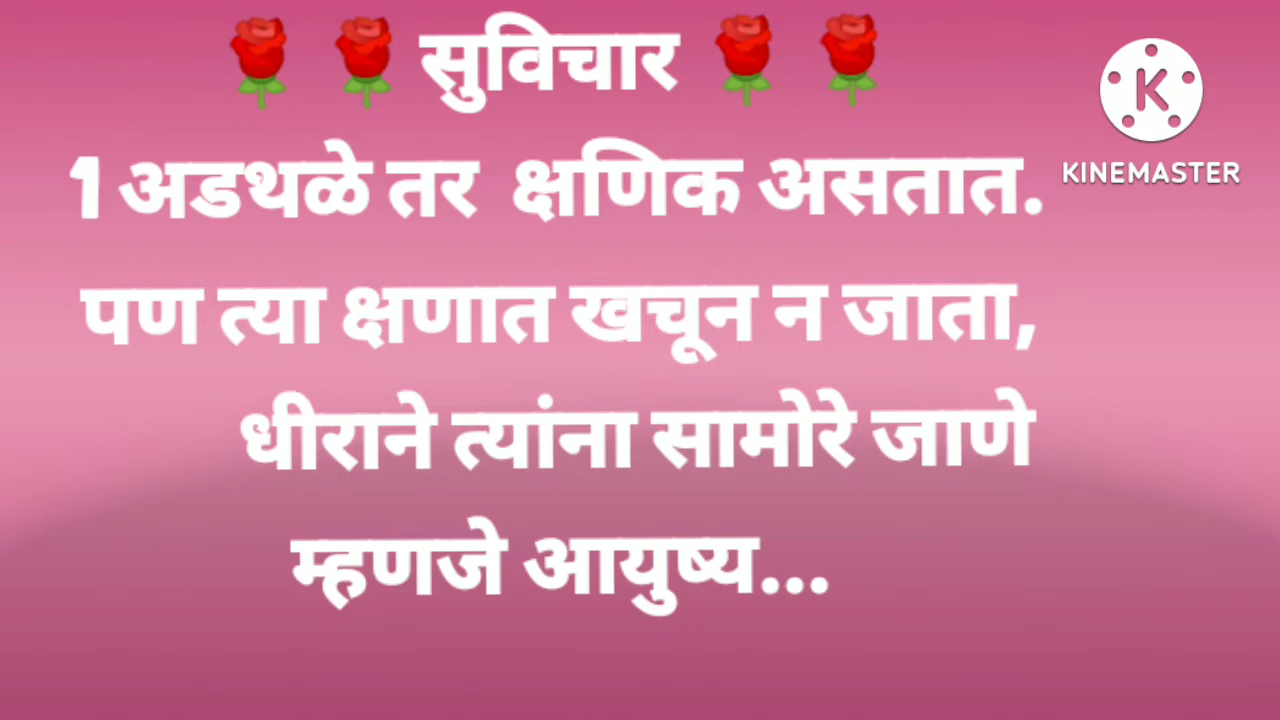 सुविचार
1 अडथळे तर क्षणिक असतात.
पण त्या क्षणात खचून न जाता,
धीराने त्यांना सामोरे जाणे
म्हणजे आयुष्य...
K
KINEMASTER